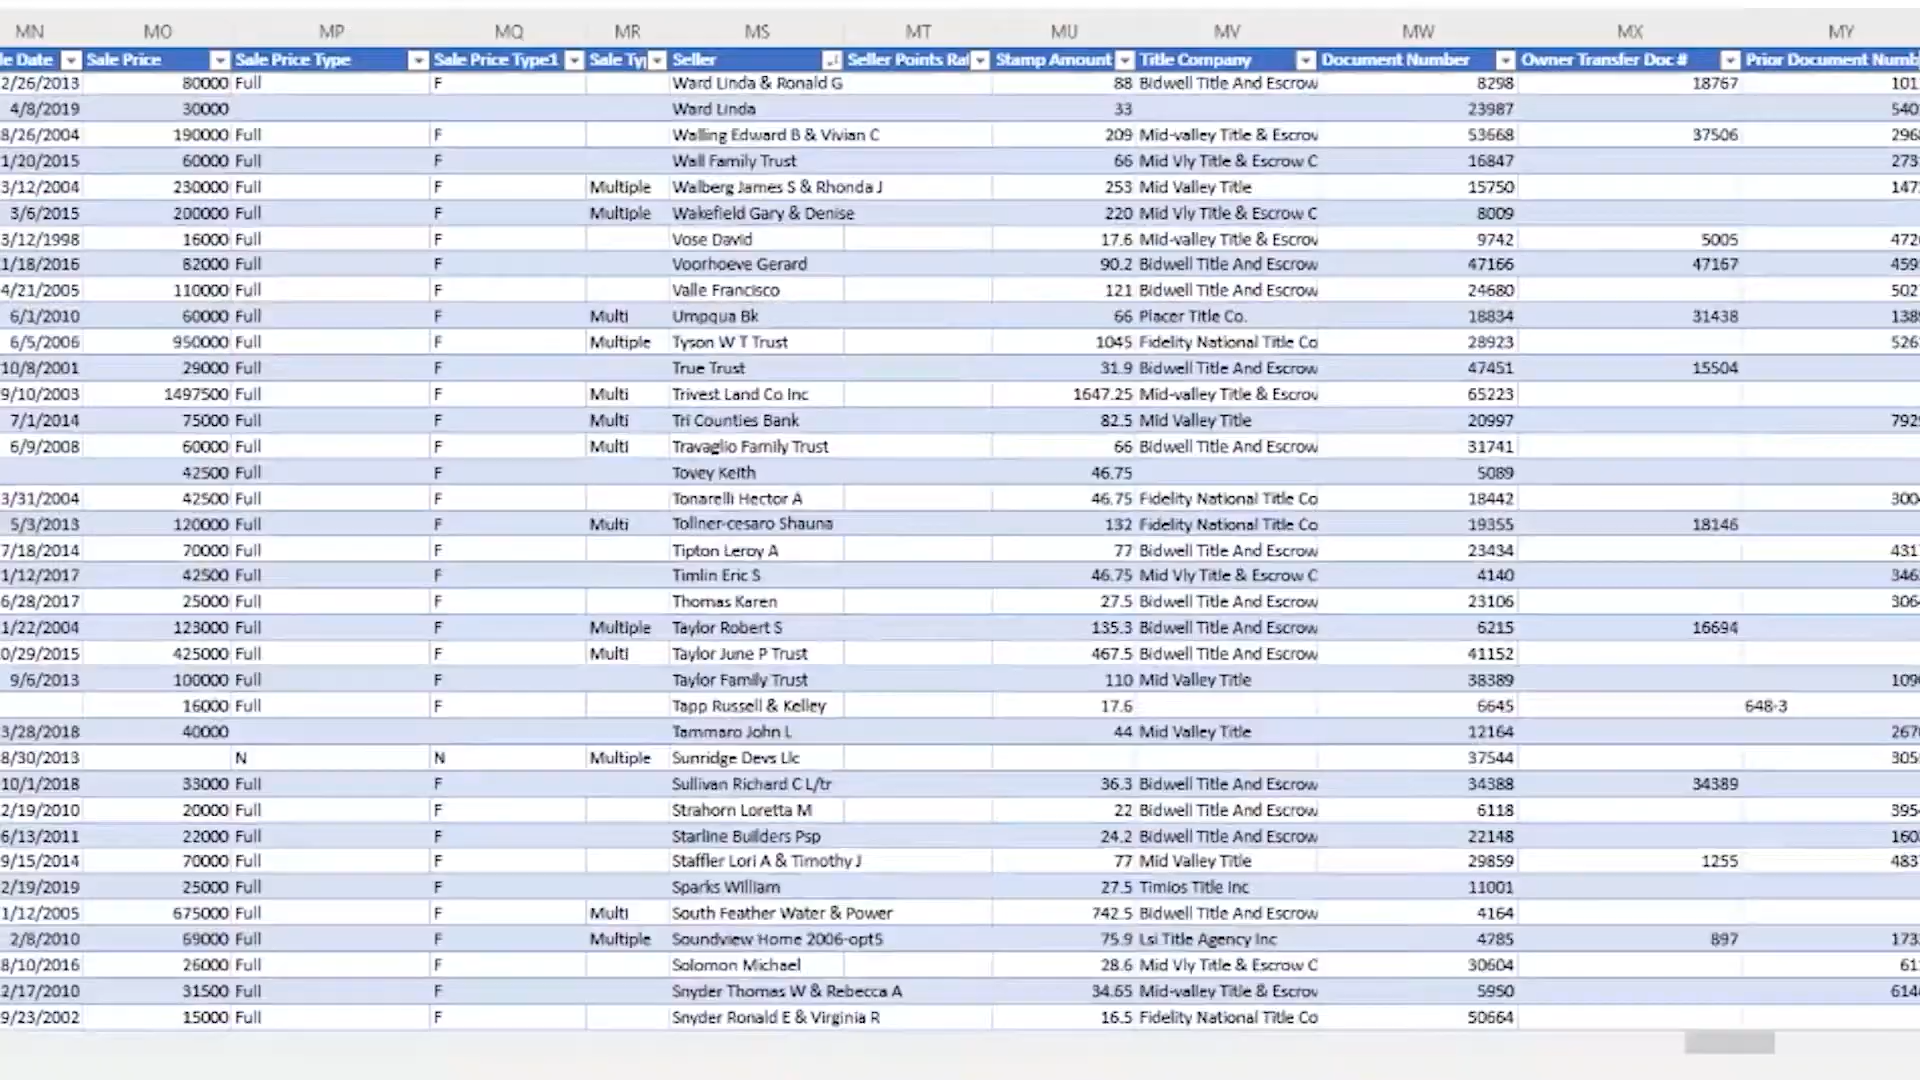 MN MO MP MQ MR MS MT MU MV MW MX MY
le Date Sale Price Sale Price Type Sale Price Type1 Sale Ty Seller Seller Points Rat Stamp Amount Title Company Document Number Owner Transfer Doc # Prior Document Numb
2/26/2013 80000 Full F Ward Linda & Ronald G 88 Bidwell Title And Escrow 8298 18767 101
4/8/2019 30000 Ward Linda 33 23987 540
8/26/2004 190000 Full F Walling Edward B & Vivian C 209 Mid-valley Title & Escrov 53668 37506 296
1/20/2015 60000 Full F Wall Family Trust 66 Mid Vly Title & Escrow C 16847 273
3/12/2004 230000 Full F Multiple Walberg James S & Rhonda J 253 Mid Valley Title 15750 147
3/6/2015 200000 Full F Multiple Wakefield Gary & Denise 220 Mid Vly Title & Escrow C 8009
3/12/1998 16000 Full F Vose David 17.6 Mid-valley Title & Escrov 9742 5005 472
1/18/2016 82000 Full F Voorhoeve Gerard 90.2 Bidwell Title And Escrow 47166 47167 459
4/21/2005 110000 Full F Valle Francisco 121 Bidwell Title And Escrow 24680 502
6/1/2010 60000 Full F Multi Umpqua Bk 66 Placer Title Co. 18834 31438 138
6/5/2006 950000 Full F Multiple Tyson W T Trust 1045 Fidelity National Title Co 28923 526
10/8/2001 29000 Full F True Trust 31.9 Bidwell Title And Escrow 47451 15504
9/10/2003 1497500 Full F Multi Trivest Land Co Inc 1647.25 Mid-valley Title & Escrov 65223
7/1/2014 75000 Full F Multi Tri Counties Bank 82.5 Mid Valley Title 20997 792
6/9/2008 60000 Full F Multi Travaglio Family Trust 66 Bidwell Title And Escrow 31741
42500 Full F Tovey Keith 46.75 5089
3/31/2004 42500 Full F Tonarelli Hector A 46.75 Fidelity National Title Co 18442 300
5/3/2013 120000 Full F Multi Tollner-cesaro Shauna 132 Fidelity National Title Co 19355 18146
7/18/2014 70000 Full F Tipton Leroy A 77 Bidwell Title And Escrow 23434 431
1/12/2017 42500 Full F Timlin Eric S 46.75 Mid Vly Title & Escrow C 4140 346
6/28/2017 25000 Full F Thomas Karen 27.5 Bidwell Title And Escrow 23106 306
1/22/2004 123000 Full F Multiple Taylor Robert S 135.3 Bidwell Title And Escrow 6215 16694
0/29/2015 425000 Full F Multi Taylor June P Trust 467.5 Bidwell Title And Escrow 41152
9/6/2013 100000 Full F Taylor Family Trust 110 Mid Valley Title 38389 109
16000 Full F Tapp Russell & Kelley 17.6 6645 648-3
3/28/2018 40000 Tammaro John L 44 Mid Valley Title 12164 267
8/30/2013 N N Multiple Sunridge Devs Llc 37544 305
10/1/2018 33000 Full F Sullivan Richard C L/tr 36.3 Bidwell Title And Escrow 34388 34389
2/19/2010 20000 Full F Strahorn Loretta M 22 Bidwell Title And Escrow 6118 395
6/13/2011 22000 Full F Starline Builders Psp 24.2 Bidwell Title And Escrow 22148 160
9/15/2014 70000 Full F Staffler Lori A & Timothy J 77 Mid Valley Title 29859 1255 483
2/19/2019 25000 Full F Sparks William 27.5 Timios Title Inc 11001
1/12/2005 675000 Full F Multi South Feather Water & Power 742.5 Bidwell Title And Escrow 4164
2/8/2010 69000 Full F Multiple Soundview Home 2006-opt5 75.9 Lsi Title Agency Inc 4785 897 173
8/10/2016 26000 Full F Solomon Michael 28.6 Mid Vly Title & Escrow C 30604 61
2/17/2010 31500 Full F Snyder Thomas W & Rebecca A 34.65 Mid-valley Title & Escrov 5950 614
9/23/2002 15000 Full F Snyder Ronald E & Virginia R 16.5 Fidelity National Title Co 50664